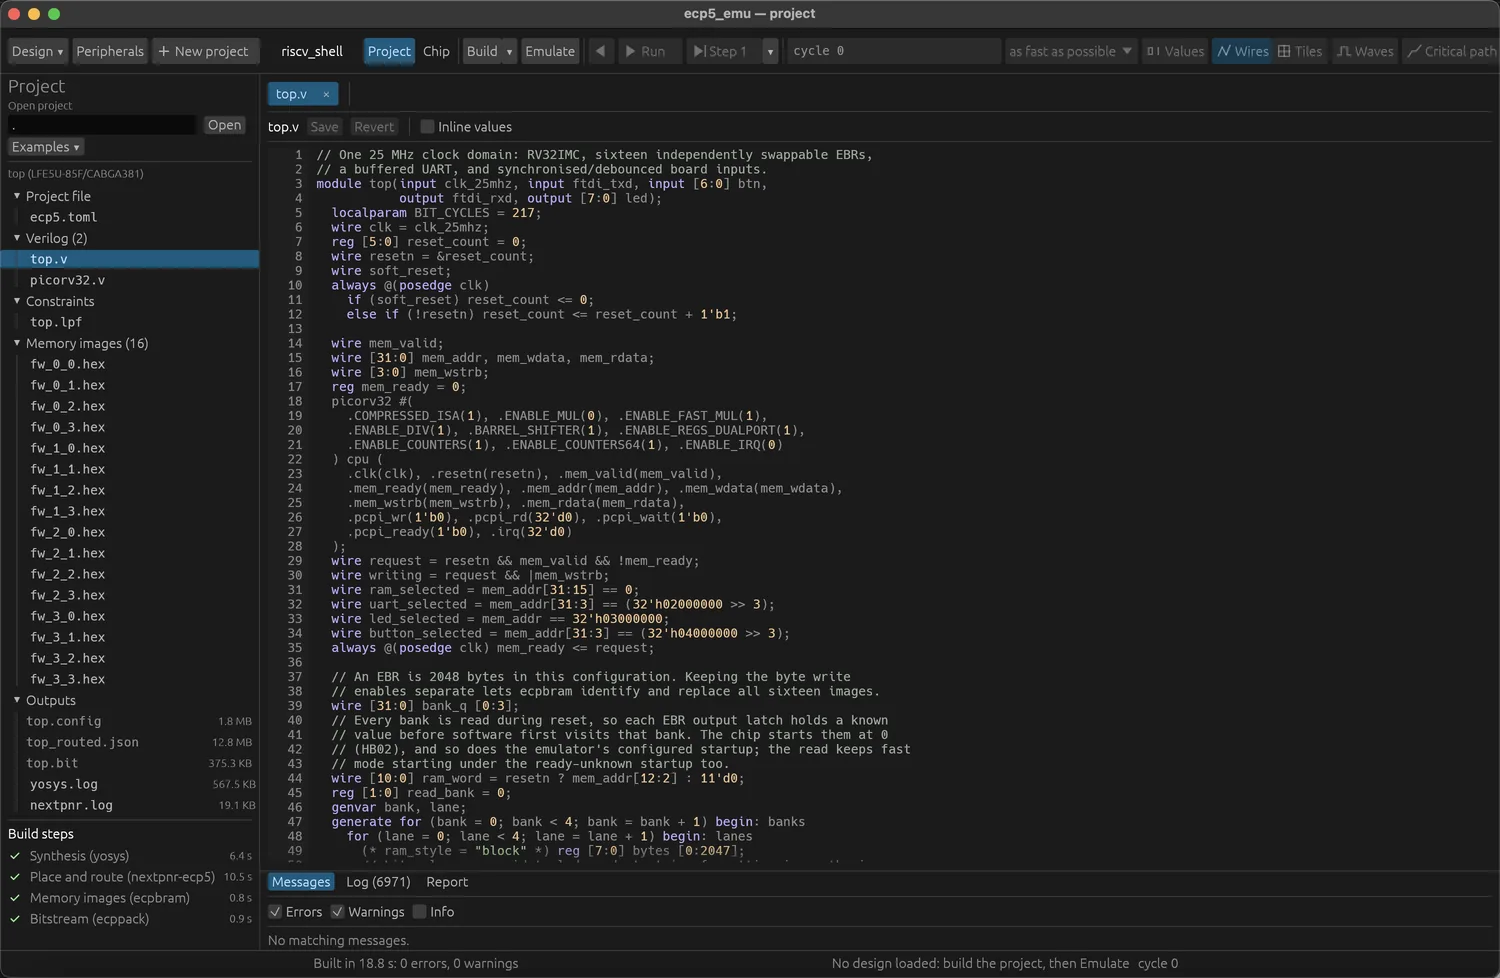 ecp5_emu — project
Design ▾ Peripherals + New project riscv_shell Project Chip Build ▾ Emulate ◀ ▶ Run ▶| Step 1 ▾ cycle 0 as fast as possible ▼ Values Wires Tiles Waves Critical path
Project
Open project
. Open
Examples ▾
top (LFE5U-85F/CABGA381)
▼ Project file
ecp5.toml
▼ Verilog (2)
top.v
picorv32.v
▼ Constraints
top.lpf
▼ Memory images (16)
fw_0_0.hex
fw_0_1.hex
fw_0_2.hex
fw_0_3.hex
fw_1_0.hex
fw_1_1.hex
fw_1_2.hex
fw_1_3.hex
fw_2_0.hex
fw_2_1.hex
fw_2_2.hex
fw_2_3.hex
fw_3_0.hex
fw_3_1.hex
fw_3_2.hex
fw_3_3.hex
▼ Outputs
top.config 1.8 MB
top_routed.json 12.8 MB
top.bit 375.3 KB
yosys.log 567.5 KB
nextpnr.log 19.1 KB
Build steps
✓ Synthesis (yosys) 6.4 s
✓ Place and route (nextpnr-ecp5) 10.5 s
✓ Memory images (ecpbram) 0.8 s
✓ Bitstream (ecppack) 0.9 s
top.v ×
top.v Save Revert Inline values
1 // One 25 MHz clock domain: RV32IMC, sixteen independently swappable EBRs,
2 // a buffered UART, and synchronised/debounced board inputs.
3 module top(input clk_25mhz, input ftdi_txd, input [6:0] btn,
4 output ftdi_rxd, output [7:0] led);
5 localparam BIT_CYCLES = 217;
6 wire clk = clk_25mhz;
7 reg [5:0] reset_count = 0;
8 wire resetn = &reset_count;
9 wire soft_reset;
10 always @(posedge clk)
11 if (soft_reset) reset_count <= 0;
12 else if (!resetn) reset_count <= reset_count + 1'b1;
13
14 wire mem_valid;
15 wire [31:0] mem_addr, mem_wdata, mem_rdata;
16 wire [3:0] mem_wstrb;
17 reg mem_ready = 0;
18 picorv32 #(
19 .COMPRESSED_ISA(1), .ENABLE_MUL(0), .ENABLE_FAST_MUL(1),
20 .ENABLE_DIV(1), .BARREL_SHIFTER(1), .ENABLE_REGS_DUALPORT(1),
21 .ENABLE_COUNTERS(1), .ENABLE_COUNTERS64(1), .ENABLE_IRQ(0)
22 ) cpu (
23 .clk(clk), .resetn(resetn), .mem_valid(mem_valid),
24 .mem_ready(mem_ready), .mem_addr(mem_addr), .mem_wdata(mem_wdata),
25 .mem_wstrb(mem_wstrb), .mem_rdata(mem_rdata),
26 .pcpi_wr(1'b0), .pcpi_rd(32'd0), .pcpi_wait(1'b0),
27 .pcpi_ready(1'b0), .irq(32'd0)
28 );
29 wire request = resetn && mem_valid && !mem_ready;
30 wire writing = request && |mem_wstrb;
31 wire ram_selected = mem_addr[31:15] == 0;
32 wire uart_selected = mem_addr[31:3] == (32'h02000000 >> 3);
33 wire led_selected = mem_addr == 32'h03000000;
34 wire button_selected = mem_addr[31:3] == (32'h04000000 >> 3);
35 always @(posedge clk) mem_ready <= request;
36
37 // An EBR is 2048 bytes in this configuration. Keeping the byte write
38 // enables separate lets ecpbram identify and replace all sixteen images.
39 wire [31:0] bank_q [0:3];
40 // Every bank is read during reset, so each EBR output latch holds a known
41 // value before software first visits that bank. The chip starts them at 0
42 // (HB02), and so does the emulator's configured startup; the read keeps fast
43 // mode starting under the ready-unknown startup too.
44 wire [10:0] ram_word = resetn ? mem_addr[12:2] : 11'd0;
45 reg [1:0] read_bank = 0;
46 genvar bank, lane;
47 generate for (bank = 0; bank < 4; bank = bank + 1) begin: banks
48 for (lane = 0; lane < 4; lane = lane + 1) begin: lanes
49 (* ram_style = "block" *) reg [7:0] bytes [0:2047];
Messages Log (6971) Report
✓ Errors ✓ Warnings Info
No matching messages.
Built in 18.8 s: 0 errors, 0 warnings No design loaded: build the project, then Emulate cycle 0